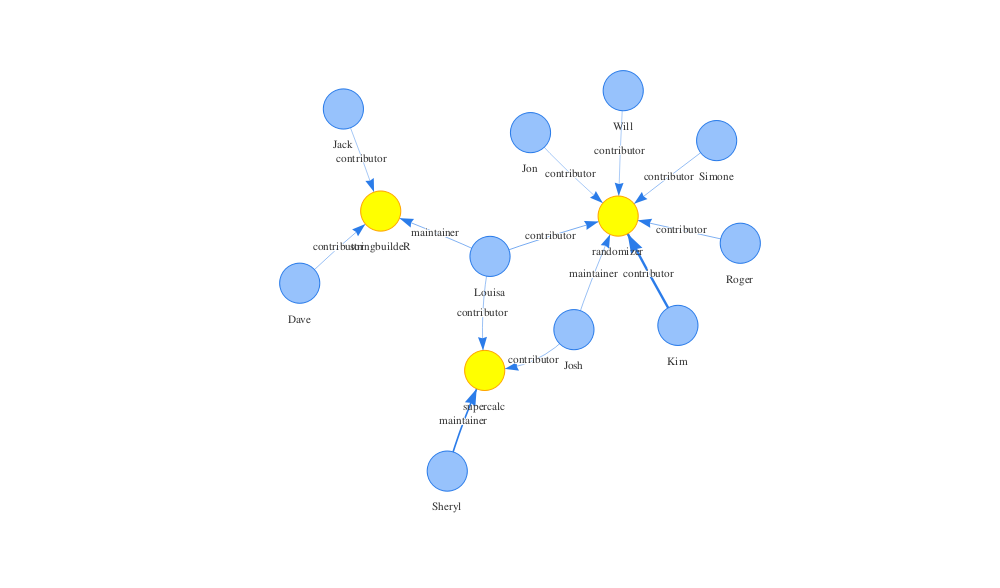 Will
Jack
contributor
contributor
Jon
contributor
contributor
Simone
contributor
maintainer
contributor
contributor
stringbuildeR
randomizer
maintainer
contributor
Roger
Louisa
Dave
contributor
contributor
Josh
Kim
supercalc
maintainer
Sheryl